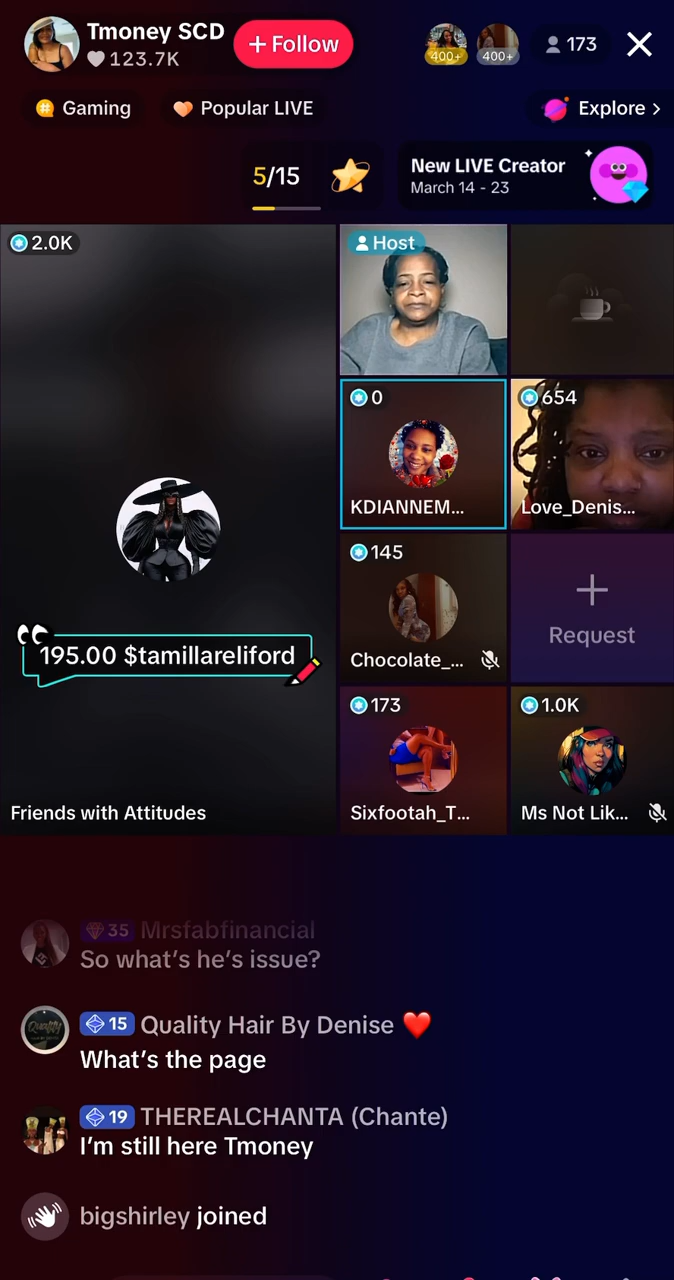 Tmoney SCD
123.7K
+ Follow
400+
400+
173
Gaming
Popular LIVE
Explore >
5/15
New LIVE Creator
March 14 - 23
2.0K
Host
0
KDIANNEM...
654
Love_Denis...
145
Chocolate_...
Request
195.00 $tamillareliford
Friends with Attitudes
173
Sixfootah_T...
1.0K
Ms Not Lik...
35 Mrsfabfinancial
So what's he's issue?
15 Quality Hair By Denise ❤️
What's the page
19 THEREALCHANTA (Chante)
I'm still here Tmoney
bigshirley joined